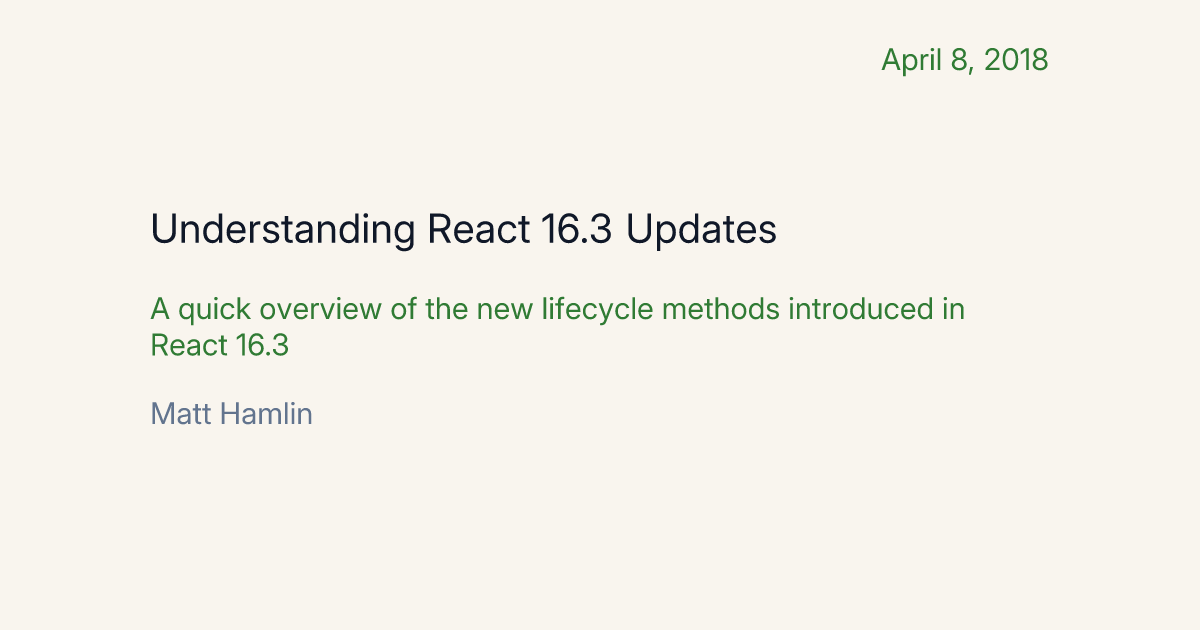 April 8, 2018
Understanding React 16.3 Updates
A quick overview of the new lifecycle methods introduced in
React 16.3
Matt Hamlin